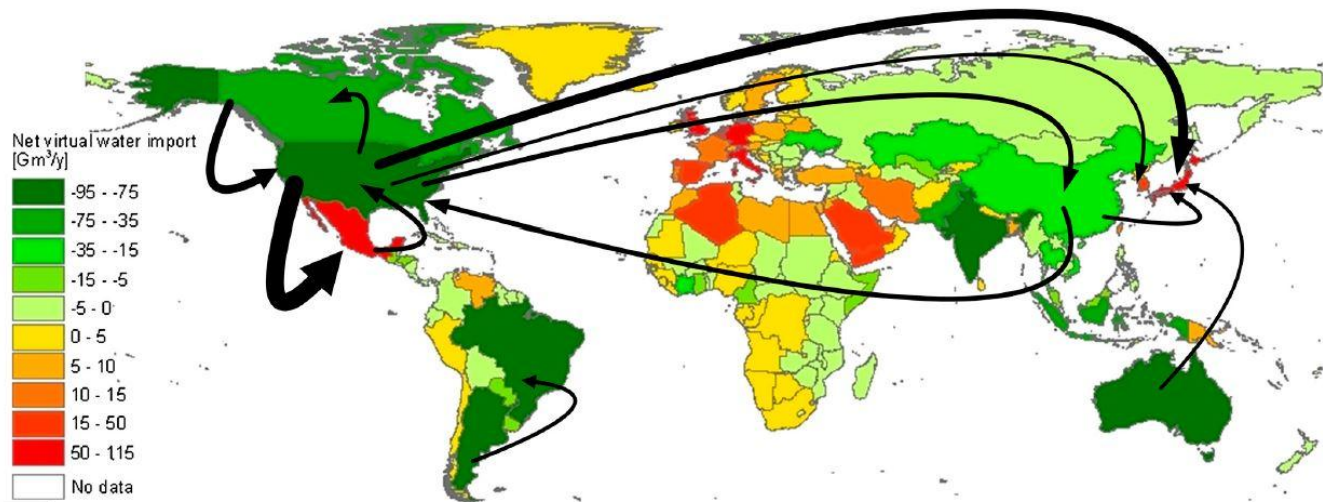 Net virtual water import
[Gm³/y]
-95 - -75
-75 - -35
-35 - -15
-15 - -5
-5 - 0
0 - 5
5 - 10
10 - 15
15 - 50
50 - 115
No data